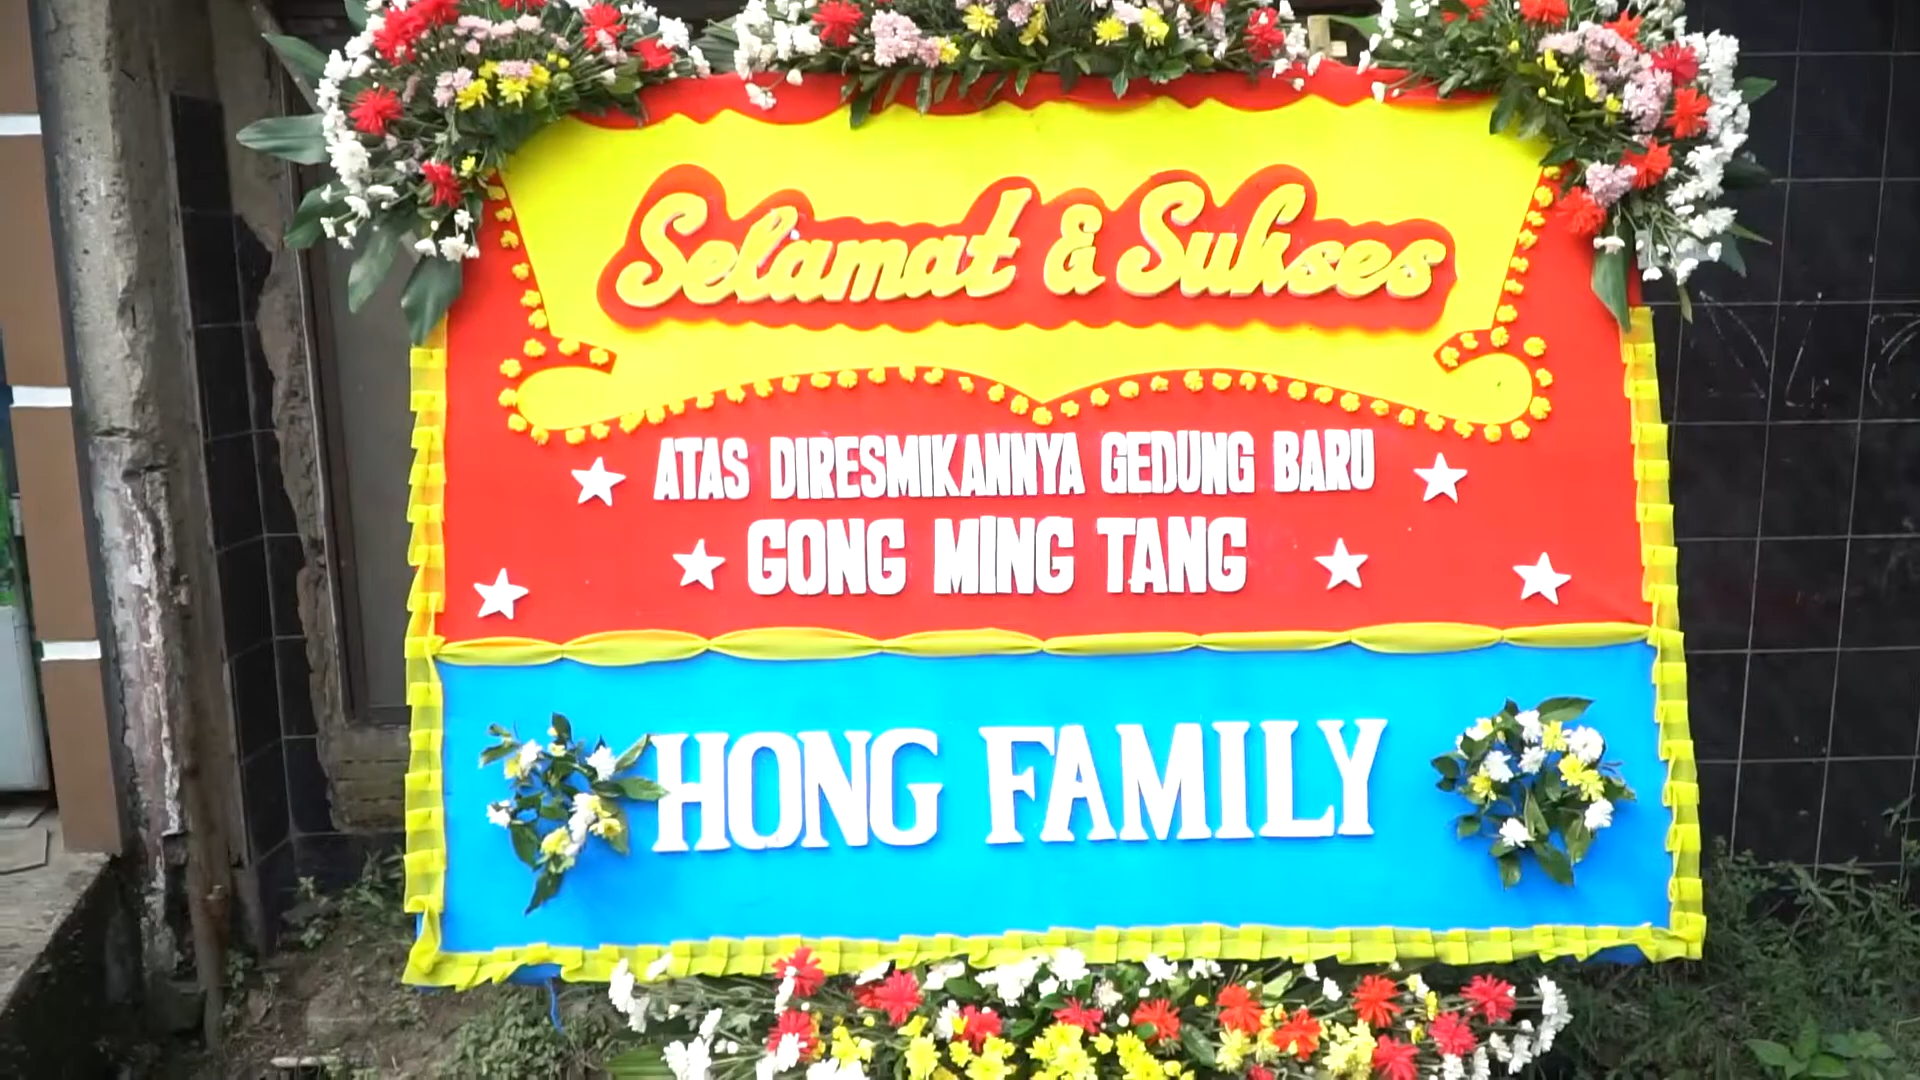 Selamat & Sukses
ATAS DIRESMIKANNYA GEDUNG BARU
GONG MING TANG
HONG FAMILY